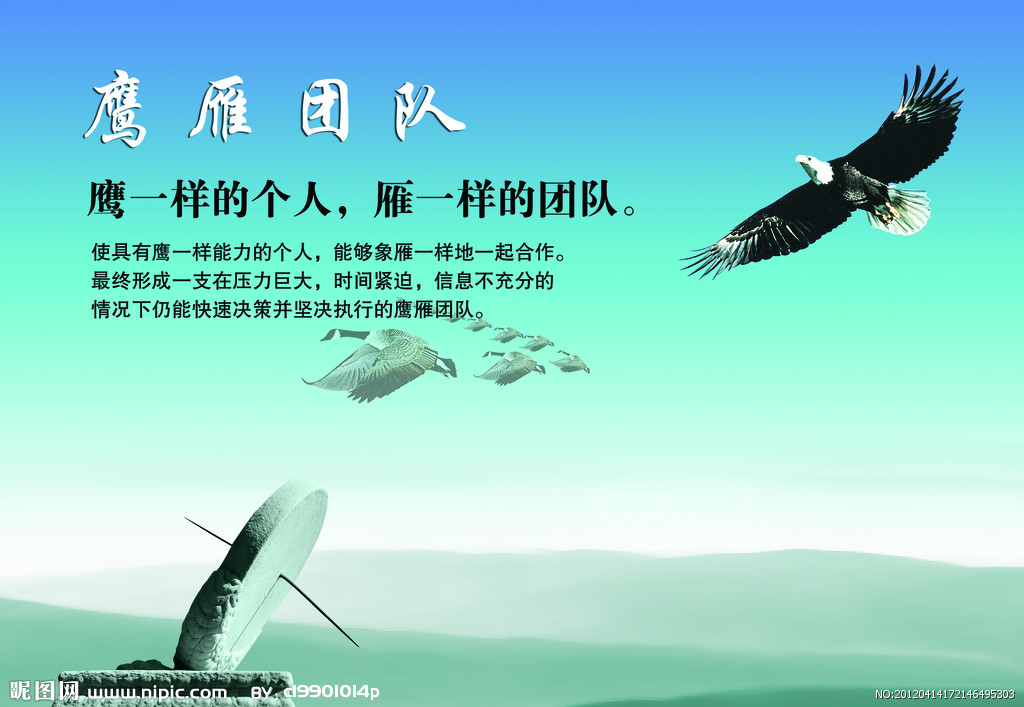 鹰雁团队
鹰一样的个人，雁一样的团队。
使具有鹰一样能力的个人，能够象雁一样地一起合作。
最终形成一支在压力巨大，时间紧迫，信息不充分的
情况下仍能快速决策并坚决执行的鹰雁团队。
昵图网 www.nipic.com BY: d19901014p
NO:20120414172146495303